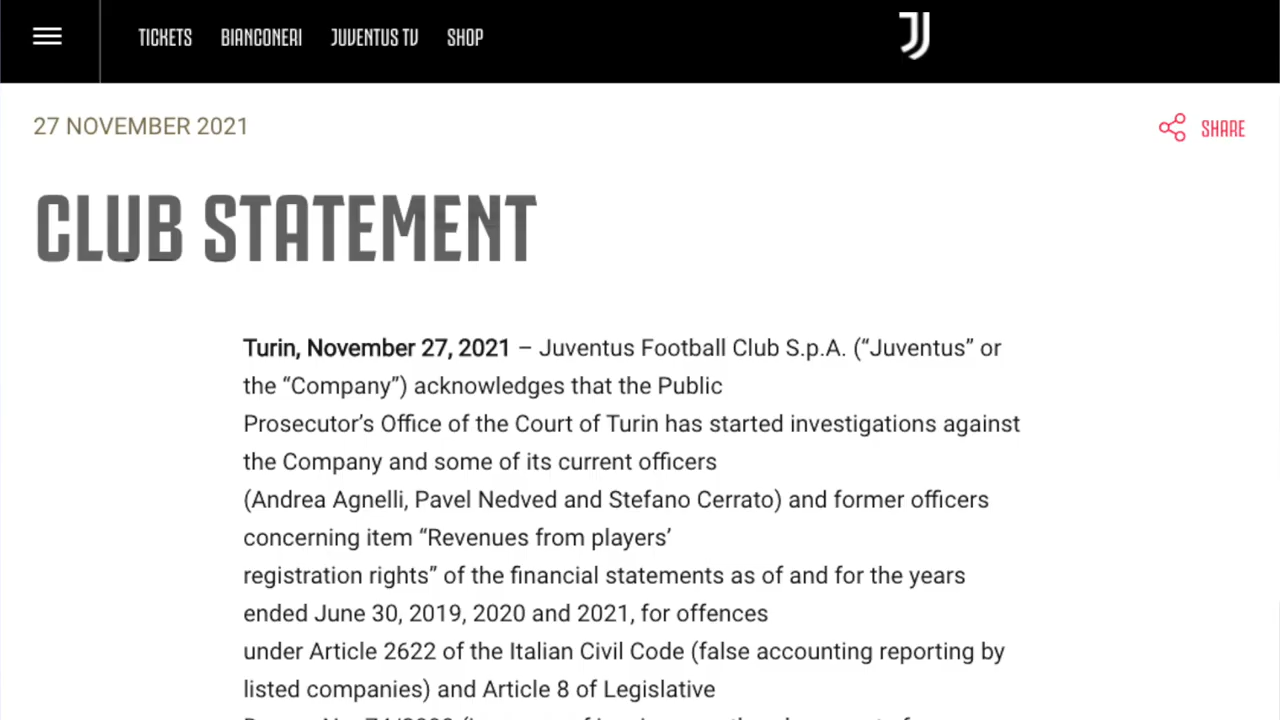 TICKETS BIANCONERI JUVENTUS TV SHOP
27 NOVEMBER 2021
SHARE
CLUB STATEMENT
Turin, November 27, 2021 – Juventus Football Club S.p.A. (“Juventus” or
the “Company”) acknowledges that the Public
Prosecutor’s Office of the Court of Turin has started investigations against
the Company and some of its current officers
(Andrea Agnelli, Pavel Nedved and Stefano Cerrato) and former officers
concerning item “Revenues from players’
registration rights” of the financial statements as of and for the years
ended June 30, 2019, 2020 and 2021, for offences
under Article 2622 of the Italian Civil Code (false accounting reporting by
listed companies) and Article 8 of Legislative